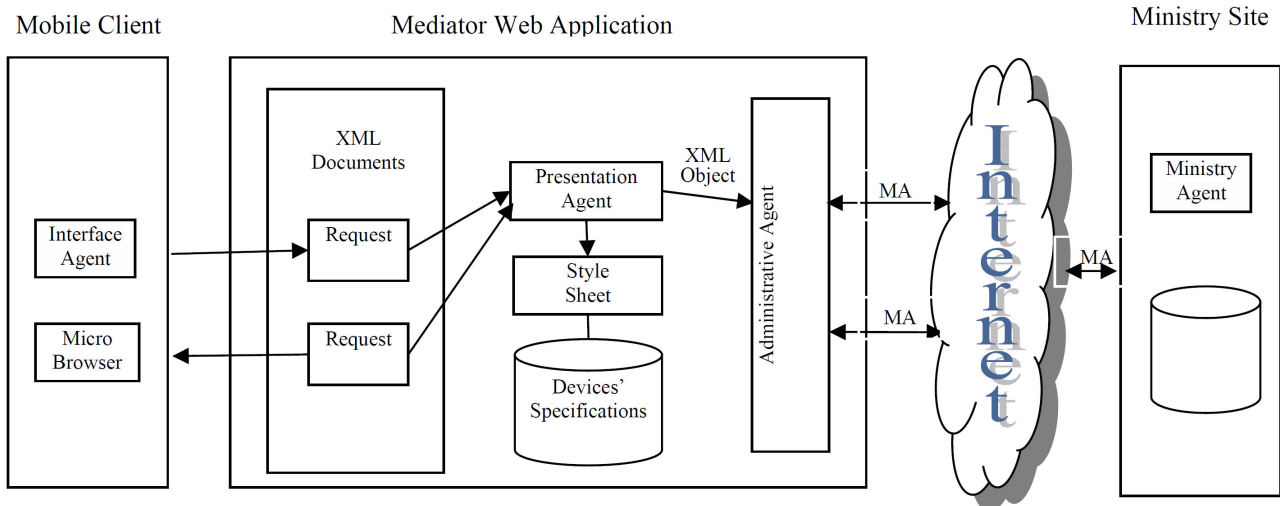 Mobile Client
Mediator Web Application
Ministry Site
XML
Documents
Interface
Agent
Micro
Browser
Request
Request
Presentation
Agent
Style
Sheet
Devices'
Specifications
XML
Object
Administrative Agent
MA
MA
Internet
MA
Ministry
Agent